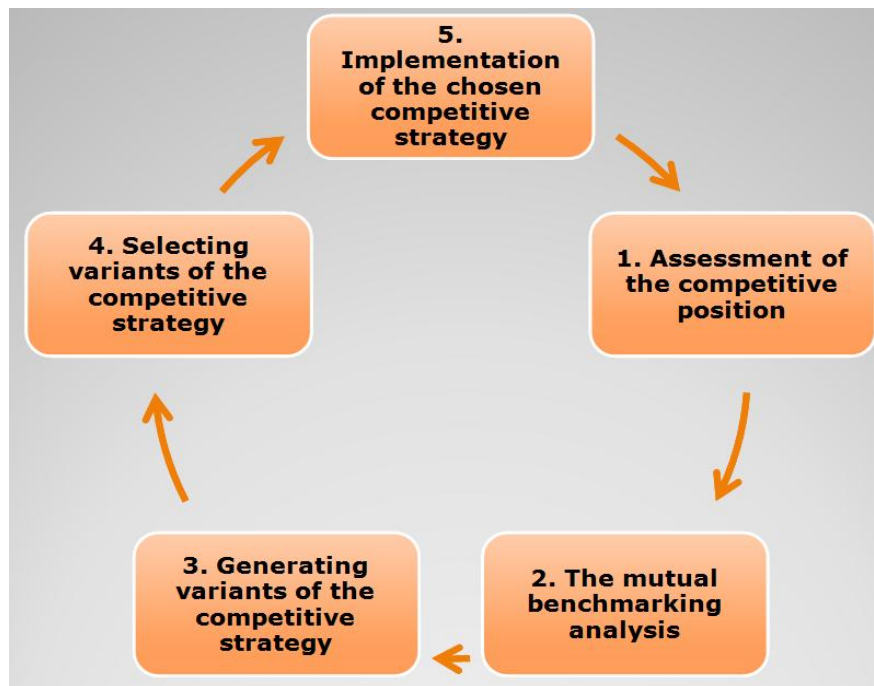 5.
Implementation
of the chosen
competitive
strategy
4. Selecting
variants of the
competitive
strategy
1. Assessment of
the competitive
position
3. Generating
variants of the
competitive
strategy
2. The mutual
benchmarking
analysis